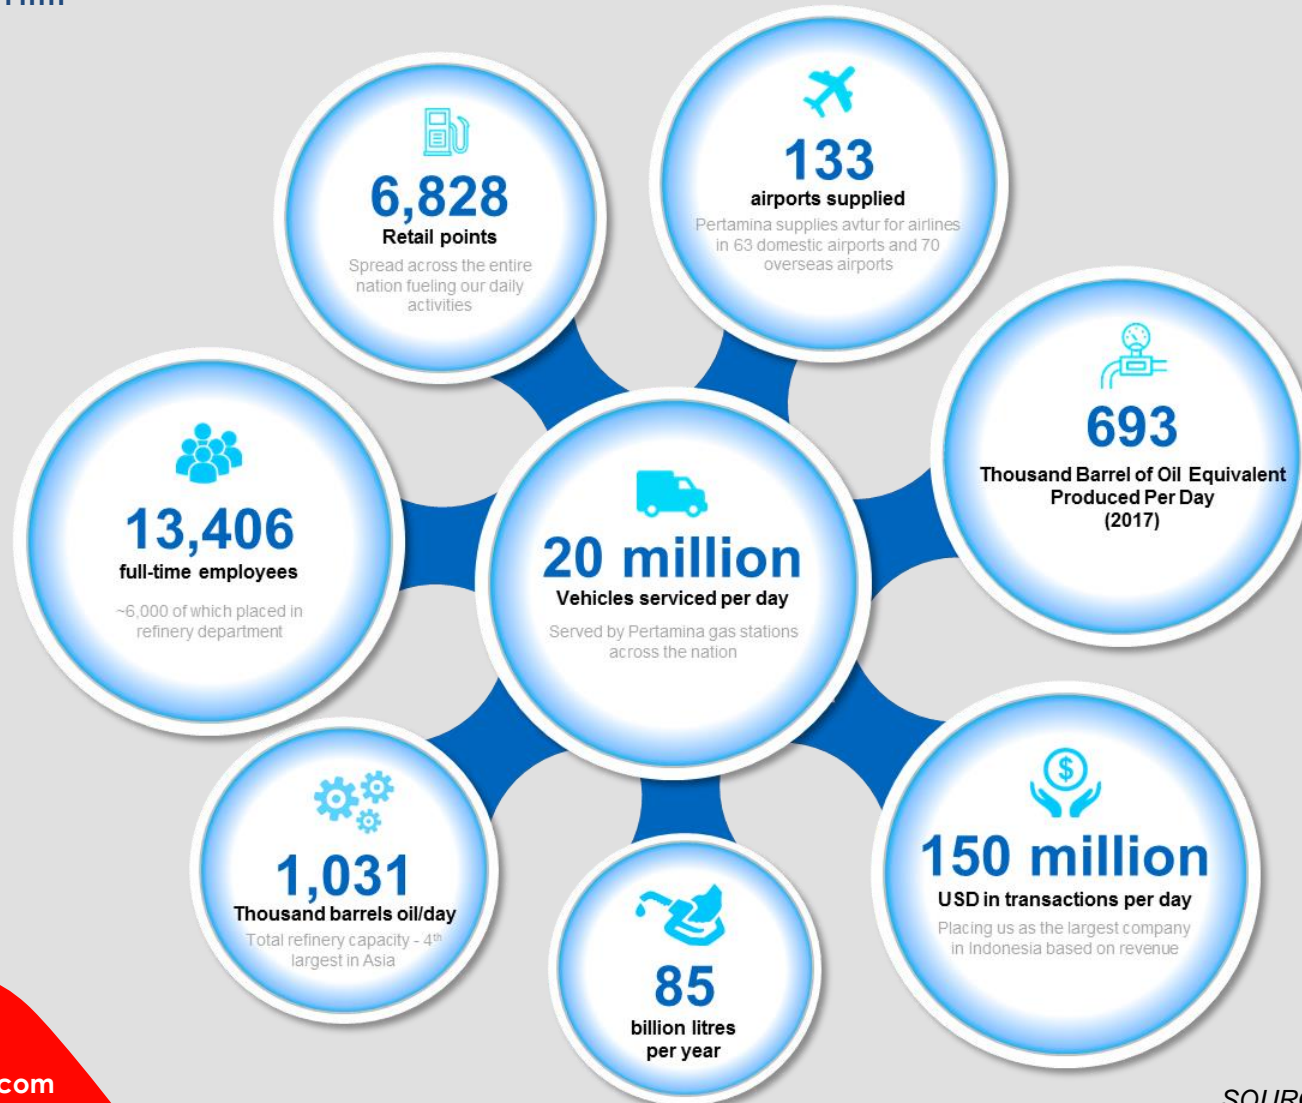 6,828
Retail points
Spread across the entire
nation fueling our daily
activities
133
airports supplied
Pertamina supplies avtur for airlines
in 63 domestic airports and 70
overseas airports
693
Thousand Barrel of Oil Equivalent
Produced Per Day
(2017)
13,406
full-time employees
~6,000 of which placed in
refinery department
20 million
Vehicles serviced per day
Served by Pertamina gas stations
across the nation
1,031
Thousand barrels oil/day
Total refinery capacity - 4th
largest in Asia
85
billion litres
per year
$
150 million
USD in transactions per day
Placing us as the largest company
in Indonesia based on revenue
com
SOURC